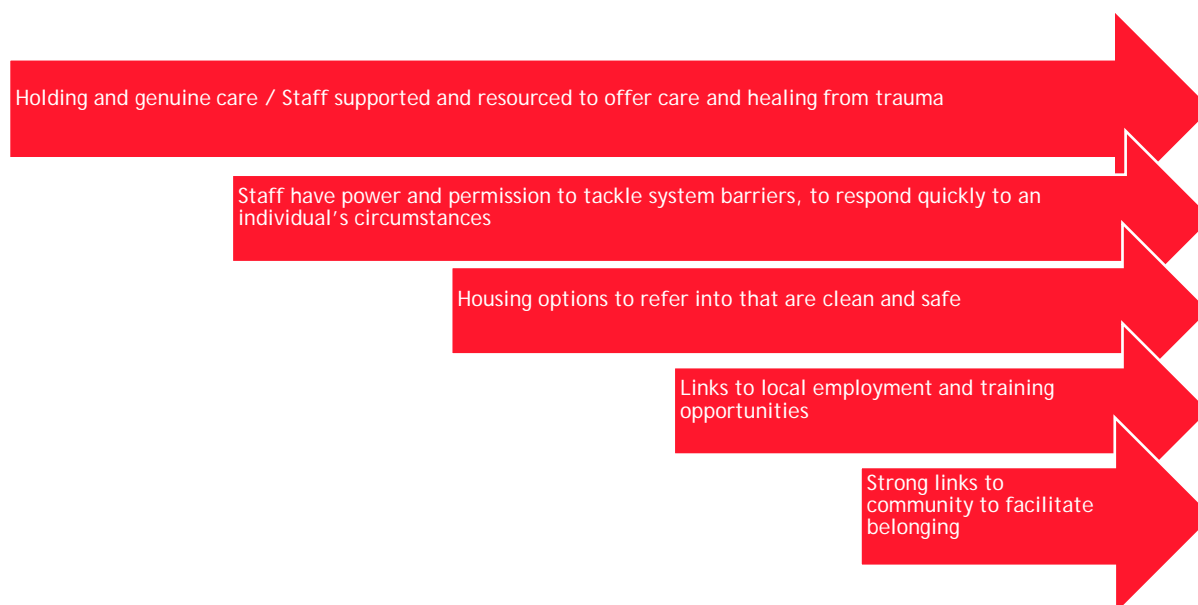 Holding and genuine care / Staff supported and resourced to offer care and healing from trauma
Staff have power and permission to tackle system barriers, to respond quickly to an
individual’s circumstances
Housing options to refer into that are clean and safe
Links to local employment and training
opportunities
Strong links to
community to facilitate
belonging